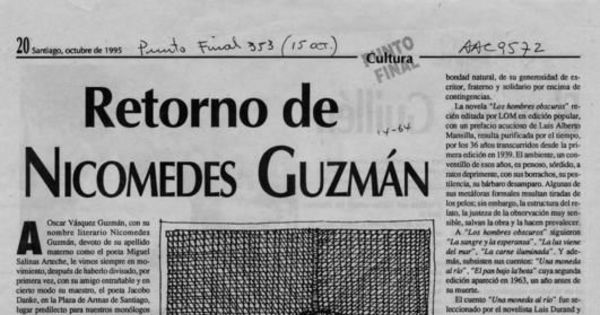 20 Santiago, octubre de 1995
Punto Final 353 (15 oct.)
Cultura
PUNTO
FINAL
AAC9572
Retorno de
NICOMEDES GUZMÁN
A Oscar Vásquez Guzmán, con su
nombre literario Nicomedes
Guzmán, devoto de su apellido
materno como el poeta Miguel
Salinas Arteche, le vimos siempre en mo-
vimiento, después de haberlo divisado, por
primera vez, con su amigo entrañable y en
cierto modo su maestro, el poeta Jacobo
Danke, en la Plaza de Armas de Santiago,
lugar predilecto para nuestros monólogos
bondad natural, de su generosidad de es-
critor, fraterno y solidario por encima de
contingencias.
La novela "Los hombres obscuros" re-
ción editada por LOM en edición popular,
con un prefacio acucioso de Luis Alberto
Mansilla, resulta purificada por el tiempo,
por los 36 años transcurridos desde la pri-
mera edición en 1939. El ambiente, un con-
ventillo de esos años, es penoso, sórdido, a
ratos deprimente, con sus borrachos, su pes-
tilencia, su bárbaro desamparo. Algunas de
sus metáforas formales resultan tiradas de
los pelos; sin embargo, la estructura del re-
lato, la justeza de la observación muy sen-
sible, salvan la obra y la hacen prevalecer.
A "Los hombres obscuros" siguieron
"La sangre y la esperanza", "La luz viene
del mar", "La carne iluminada". Y ade-
más, subsisten sus cuentos: "Una moneda
al río", "El pan bajo la bota" cuya segunda
edición apareció en 1963, un año antes de
su muerte.
El cuento "Una moneda al río" fue se-
leccionado por el novelista Luis Durand y